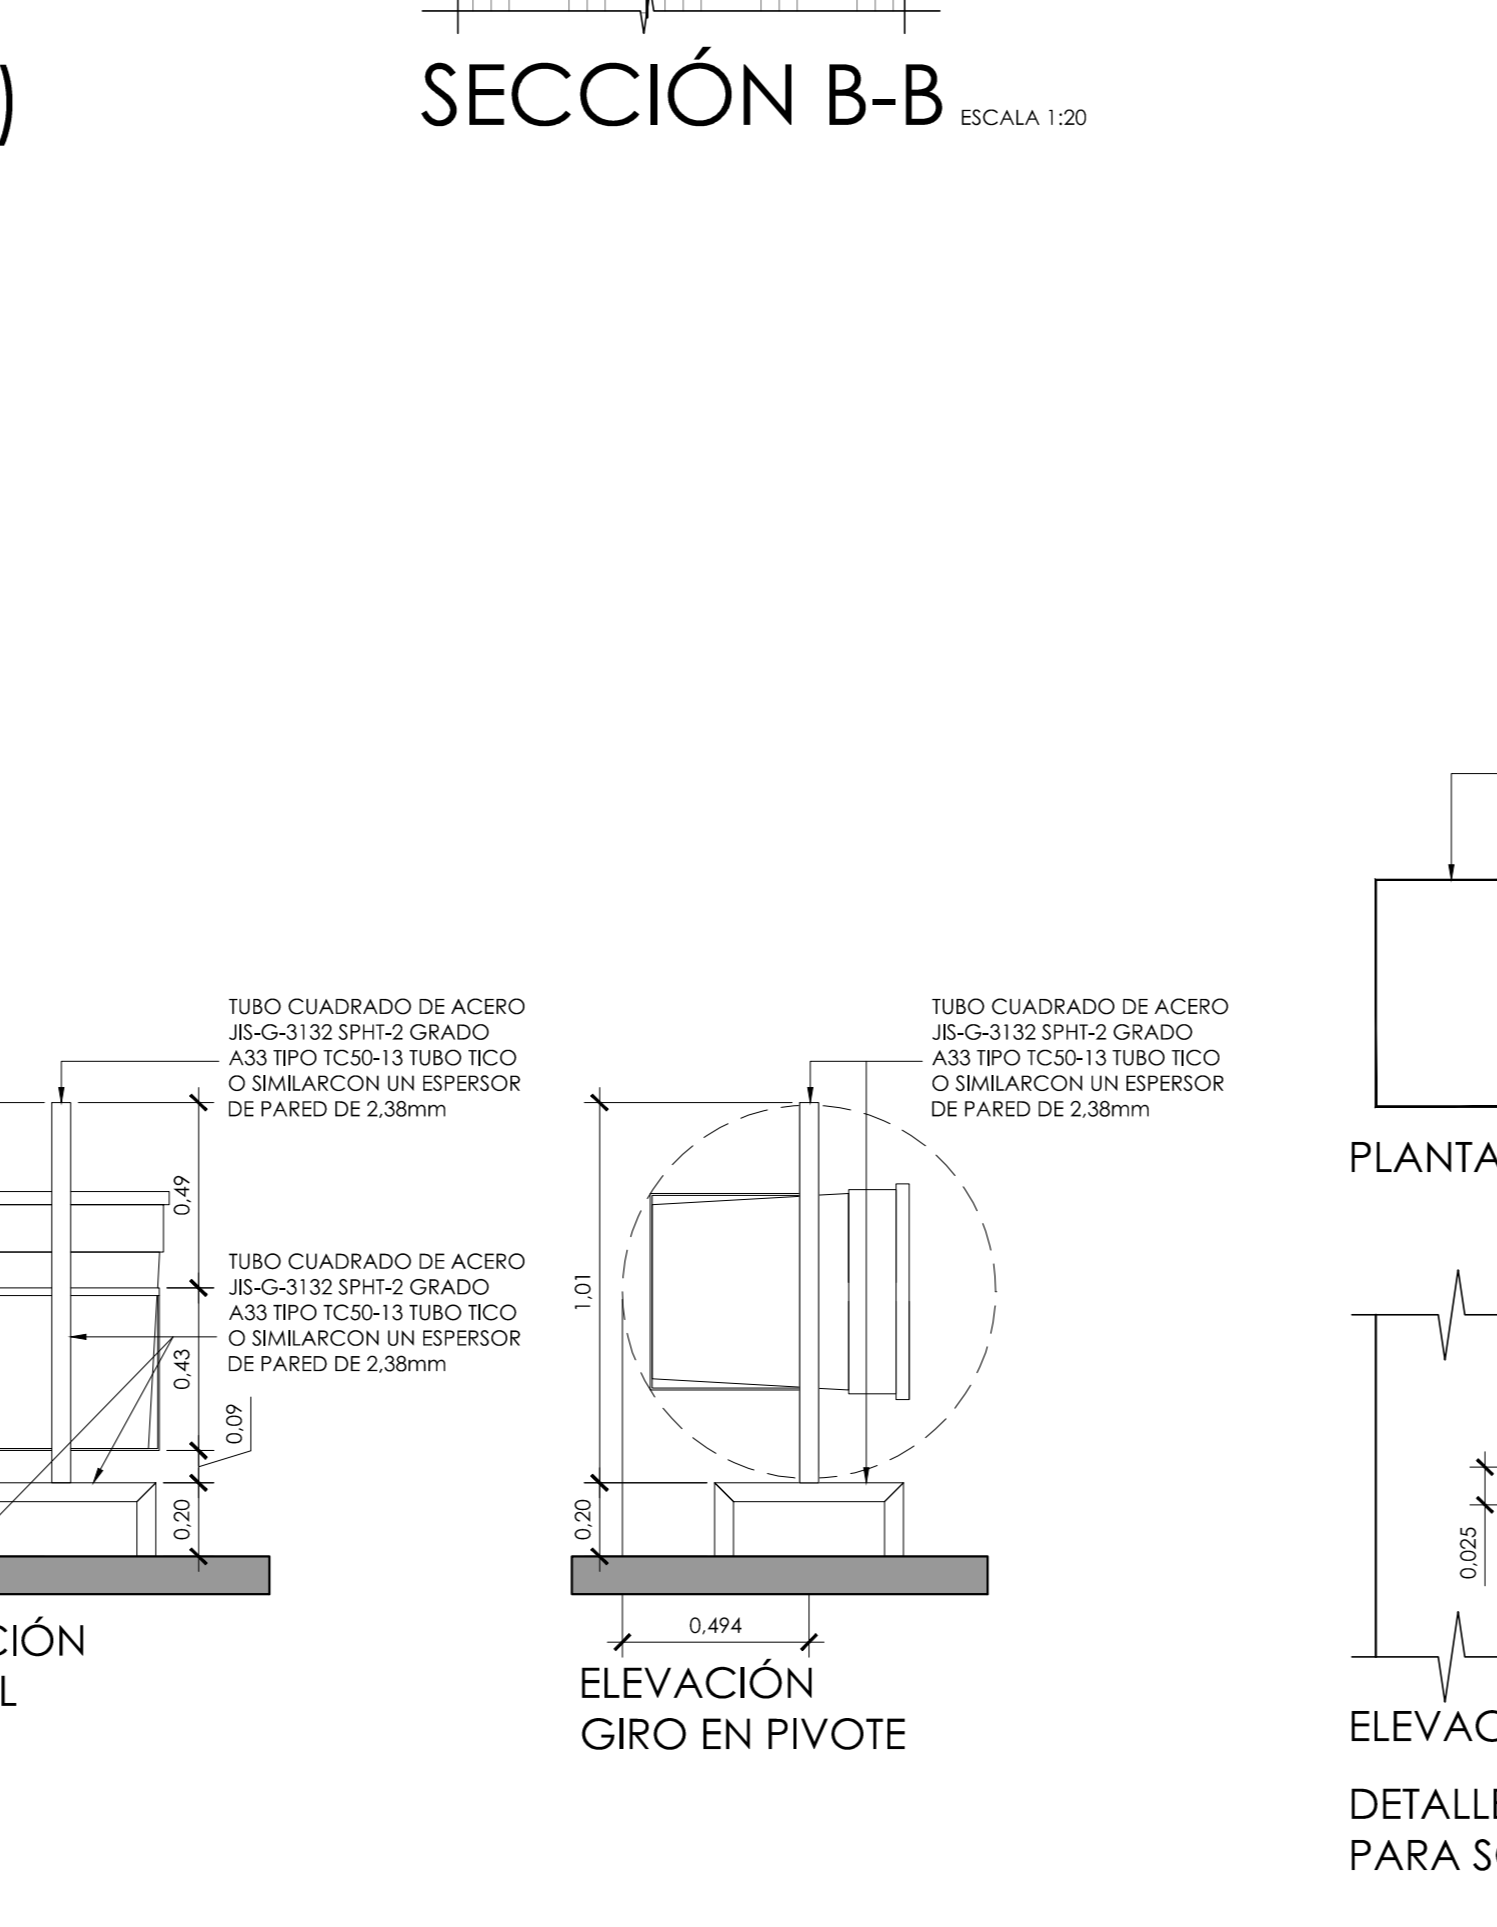 )
SECCIÓN B-B ESCALA 1:20
TUBO CUADRADO DE ACERO
JIS-G-3132 SPHT-2 GRADO
A33 TIPO TC50-13 TUBO TICO
O SIMILARCON UN ESPERSOR
DE PARED DE 2,38mm
0,49
TUBO CUADRADO DE ACERO
JIS-G-3132 SPHT-2 GRADO
A33 TIPO TC50-13 TUBO TICO
O SIMILARCON UN ESPERSOR
DE PARED DE 2,38mm
0,43
0,09
0,20
CIÓN
L
TUBO CUADRADO DE ACERO
JIS-G-3132 SPHT-2 GRADO
A33 TIPO TC50-13 TUBO TICO
O SIMILARCON UN ESPERSOR
DE PARED DE 2,38mm
1,01
0,20
0,494
ELEVACIÓN
GIRO EN PIVOTE
PLANTA
0,025
ELEVAC
DETALLE
PARA SO